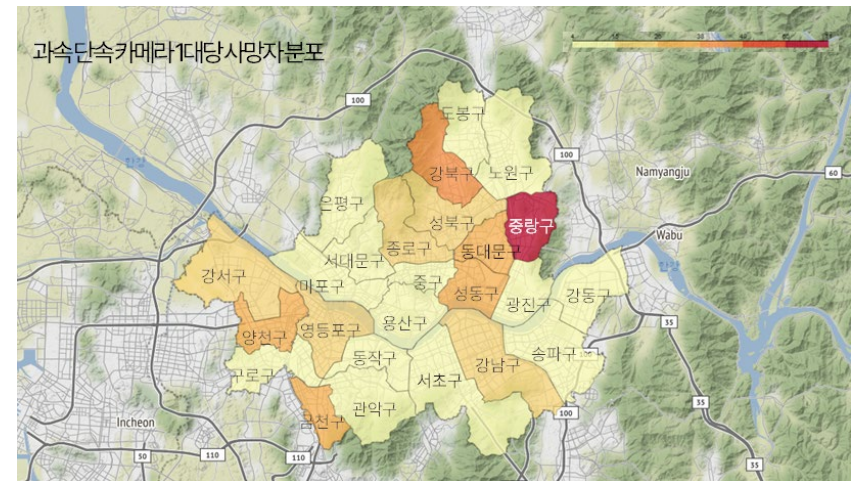 과속단속카메라1대당사망자분포
100
도봉구
100
강북구
노원구
Namyangju
60
은평구
성북구
중랑구
종로구
동대문구
Wabu
서대문구
한강
강서구
마포구
중구
성동구
광진구
강동구
양천구
영등포구
용산구
35
동작구
송파구
구로구
서초구
강남구
관악구
금천구
100
35
Incheon
50
110
110
35